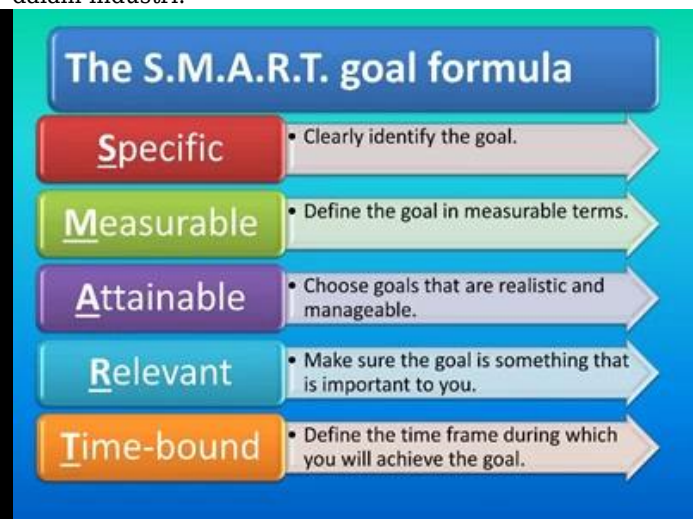 dalam industri.
The S.M.A.R.T. goal formula
Specific
• Clearly identify the goal.
Measurable
• Define the goal in measurable terms.
Attainable
• Choose goals that are realistic and
manageable.
Relevant
• Make sure the goal is something that
is important to you.
Time-bound
• Define the time frame during which
you will achieve the goal.